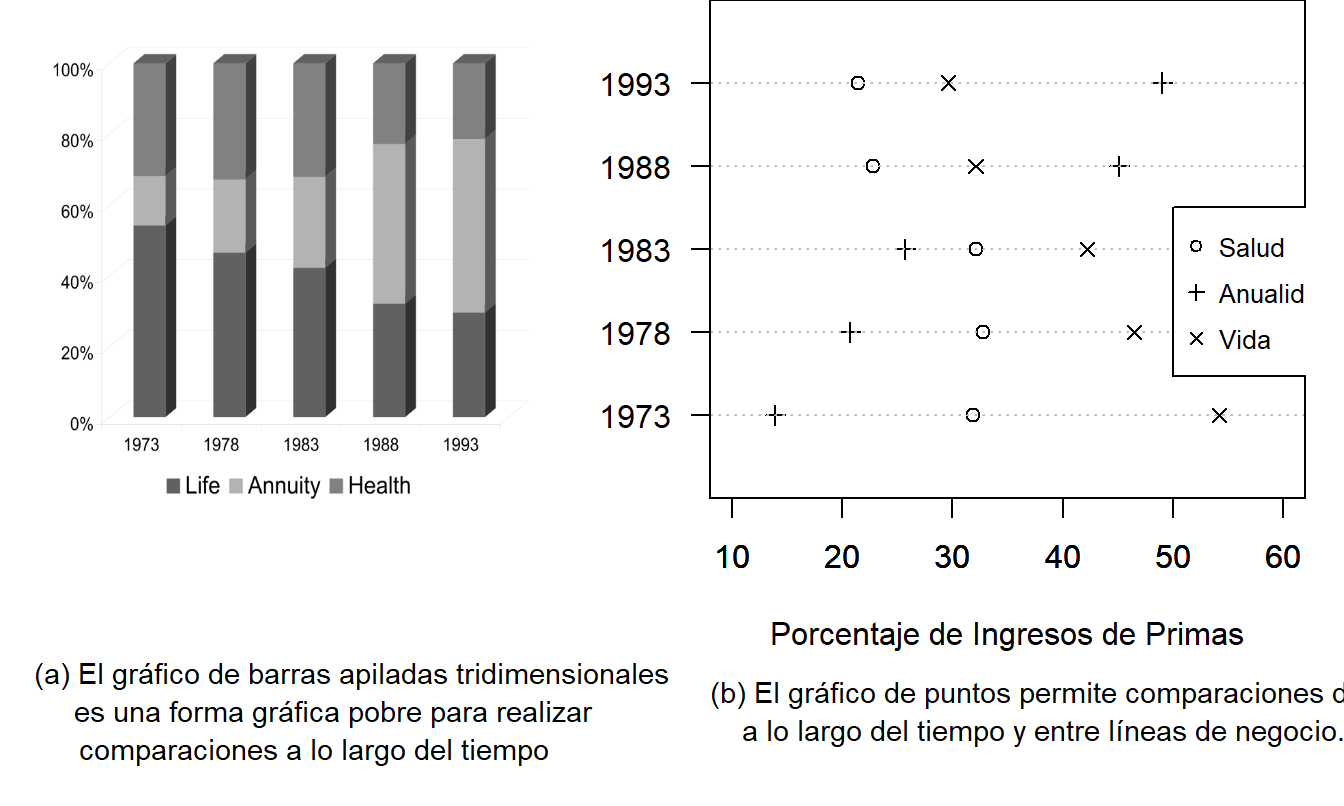 100%
80%
60%
40%
20%
0%
1973 1978 1983 1988 1993
Life Annuity Health
1993
1988
1983
1978
1973
Salud
Anualid
Vida
10 20 30 40 50 60
Porcentaje de Ingresos de Primas
(a) El gráfico de barras apiladas tridimensionales
es una forma gráfica pobre para realizar
comparaciones a lo largo del tiempo
(b) El gráfico de puntos permite comparaciones d
a lo largo del tiempo y entre líneas de negocio.